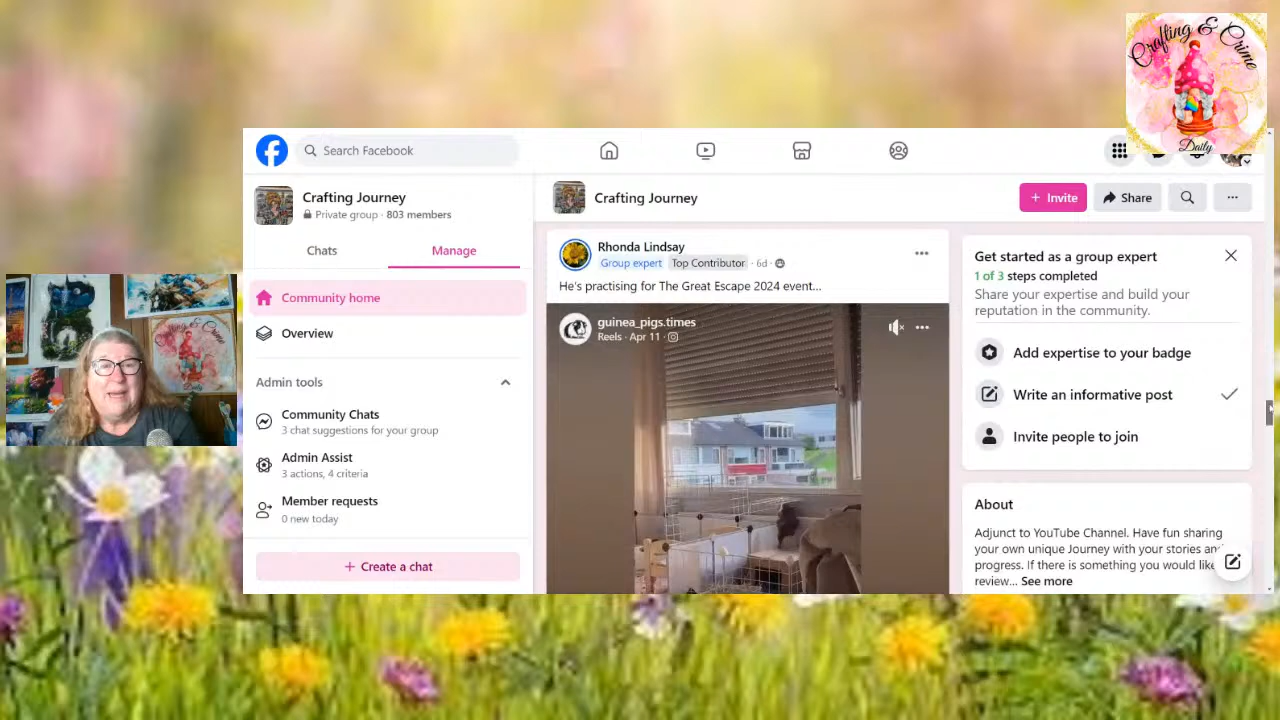 Crafting & Crime
Daily
Search Facebook
Crafting Journey
Private group · 803 members
Chats
Manage
Community home
Overview
Admin tools
Community Chats
3 chat suggestions for your group
Admin Assist
3 actions, 4 criteria
Member requests
0 new today
+ Create a chat
Crafting Journey
+ Invite
Share
Rhonda Lindsay
Group expert Top Contributor · 6d ·
He's practising for The Great Escape 2024 event...
guinea_pigs.times
Reels · Apr 11 ·
Get started as a group expert
1 of 3 steps completed
Share your expertise and build your
reputation in the community.
Add expertise to your badge
Write an informative post
Invite people to join
About
Adjunct to YouTube Channel. Have fun sharing
your own unique Journey with your stories and
progress. If there is something you would like
review... See more